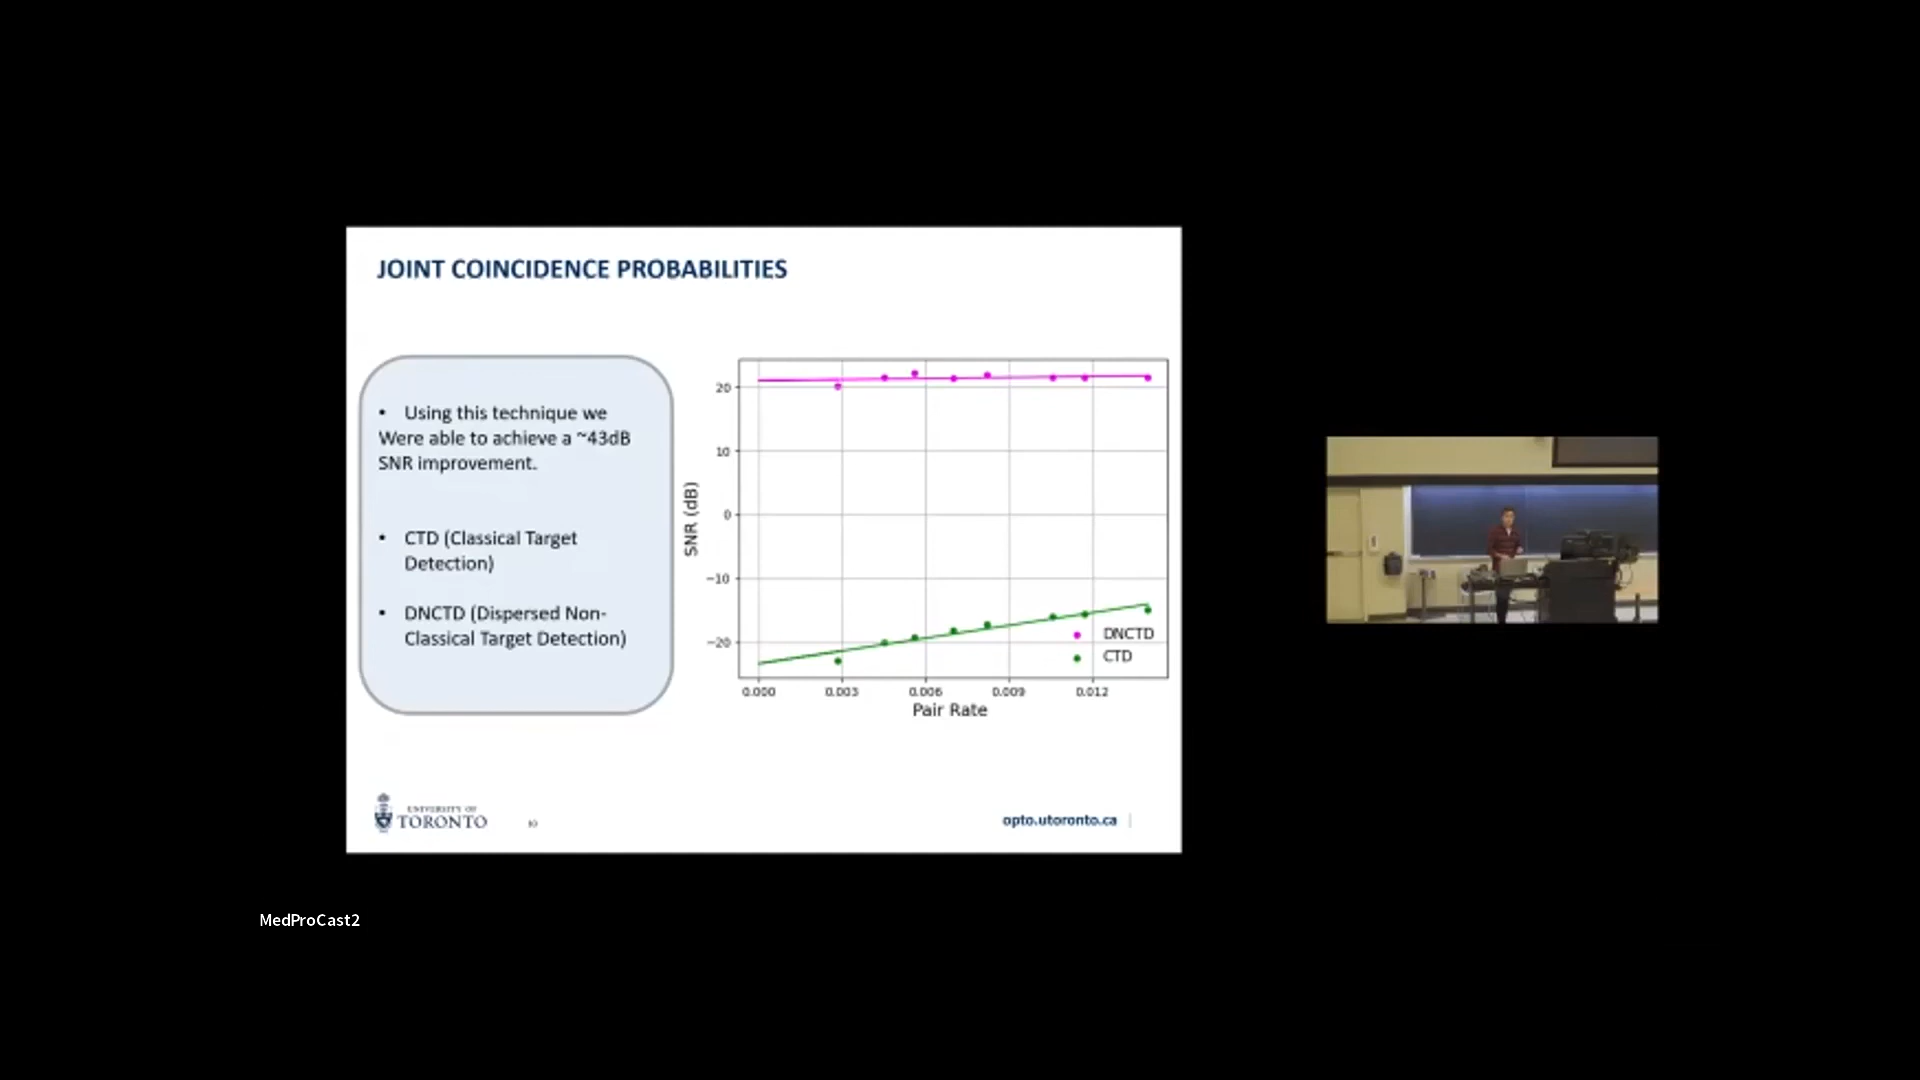 JOINT COINCIDENCE PROBABILITIES
• Using this technique we
Were able to achieve a ~43dB
SNR improvement.
• CTD (Classical Target
Detection)
• DNCTD (Dispersed Non-
Classical Target Detection)
SNR (dB)
20
10
0
−10
−20
DNCTD
CTD
0.000 0.003 0.006 0.009 0.012
Pair Rate
UNIVERSITY OF
TORONTO
10
opto.utoronto.ca
MedProCast2